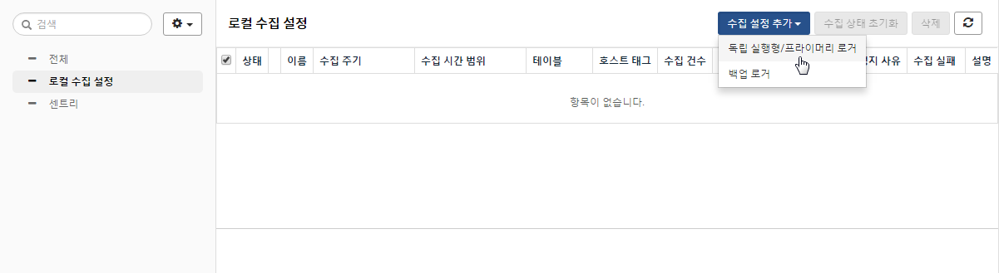 검색
전체
로컬 수집 설정
센트리
로컬 수집 설정
수집 설정 추가 수집 상태 초기화 삭제
독립 실행형/프라이머리 로거
백업 로거
상태 이름 수집 주기 수집 시간 범위 테이블 호스트 태그 수집 건수 사유 수집 실패 설명
항목이 없습니다.